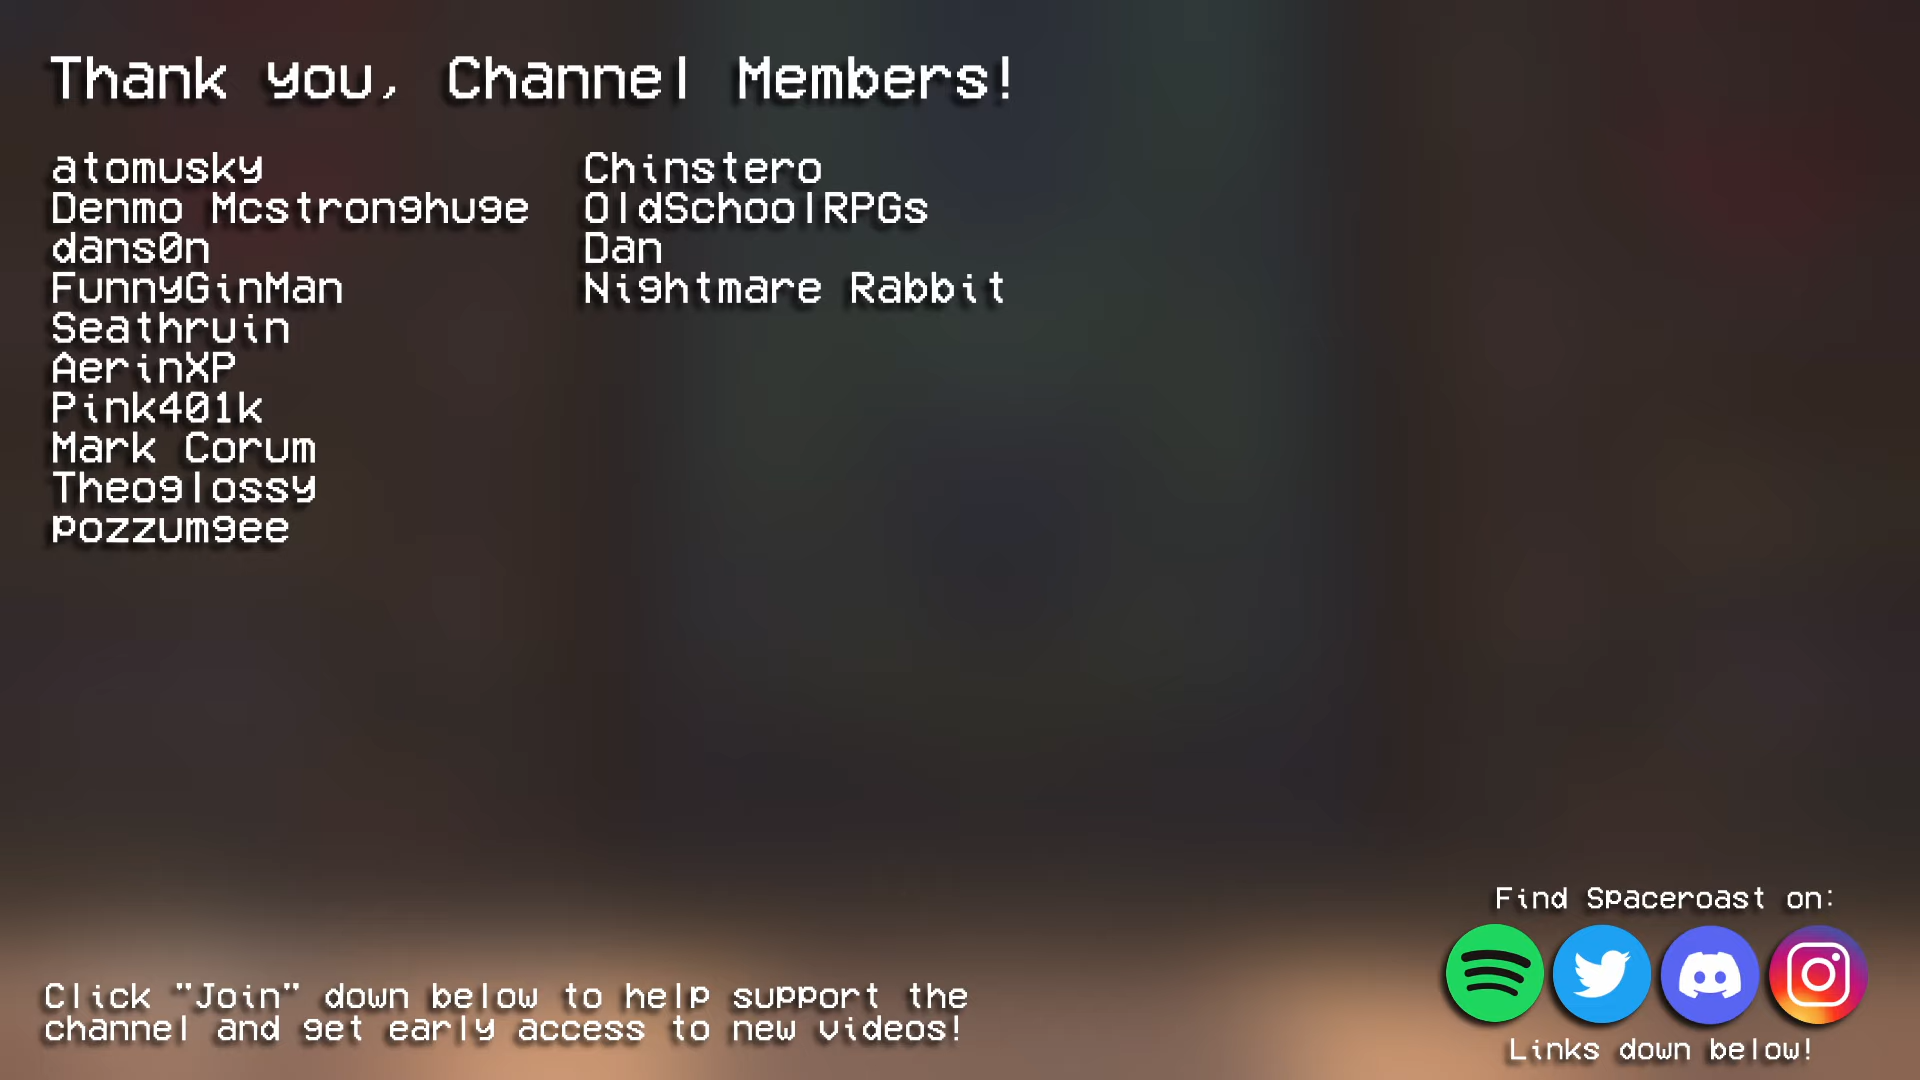 Thank you, Channel Members!
atomusky
Denmo Mcstronghuge
dans0n
FunnyGinMan
Seathruin
AerinXP
Pink401k
Mark Corum
Theoglossy
pozzumgee
Chinstero
OldSchoolRPGs
Dan
Nightmare Rabbit
Click "Join" down below to help support the
channel and get early access to new videos!
Find Spaceroast on:
Links down below!